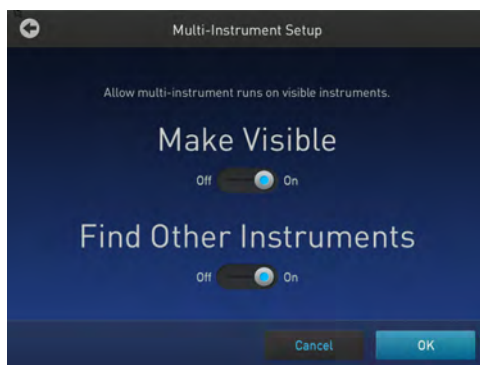 Multi-Instrument Setup
Allow multi-instrument runs on visible instruments.
Make Visible
Off On
Find Other Instruments
Off On
Cancel OK